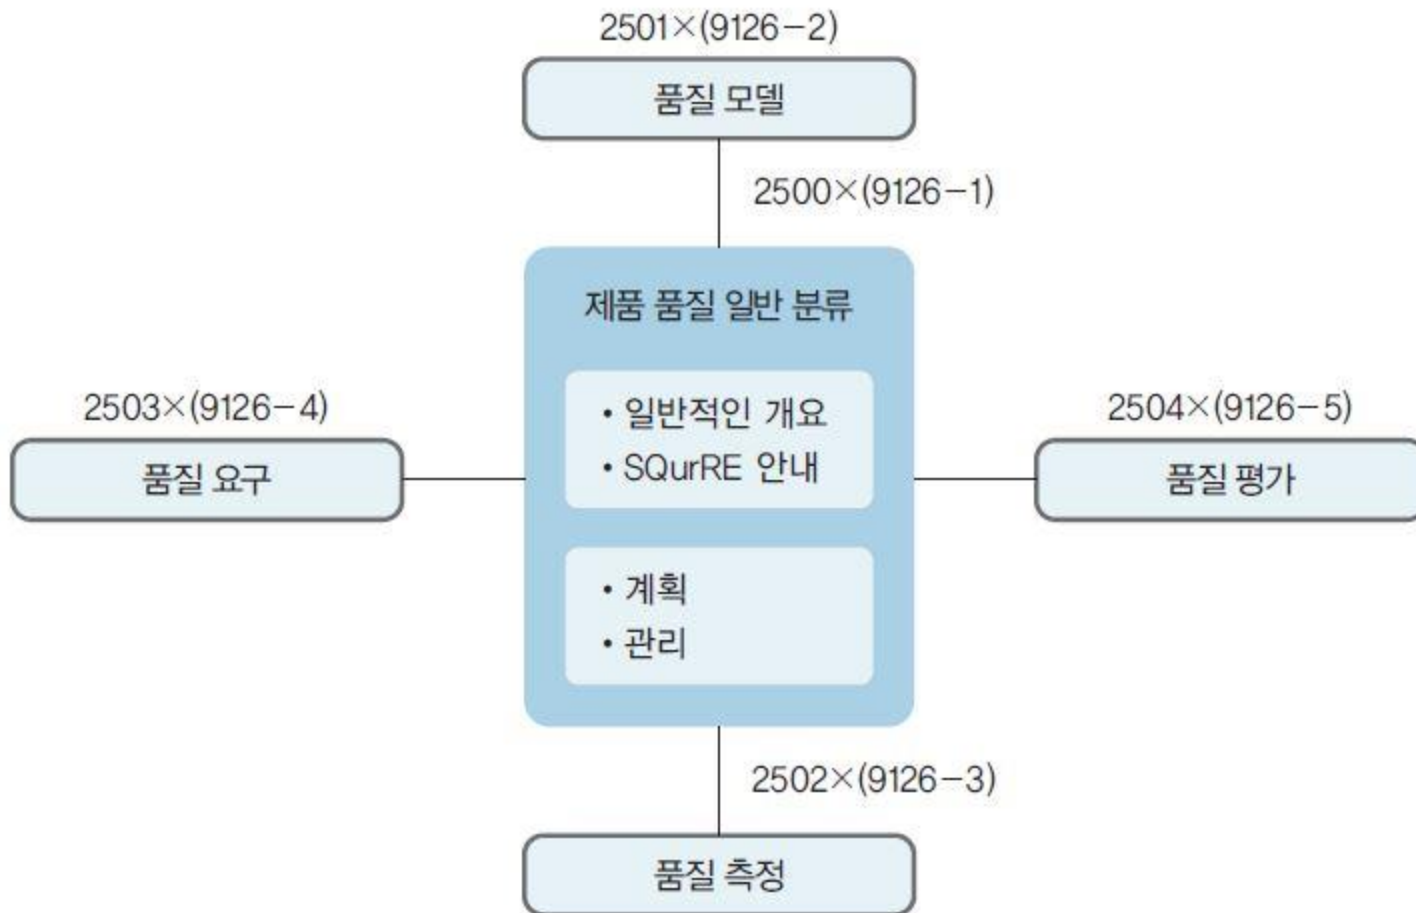 2501×(9126-2)
품질 모델
2500×(9126-1)
제품 품질 일반 분류
• 일반적인 개요
• SQurRE 안내
2503×(9126-4)
품질 요구
2504×(9126-5)
품질 평가
• 계획
• 관리
2502×(9126-3)
품질 측정